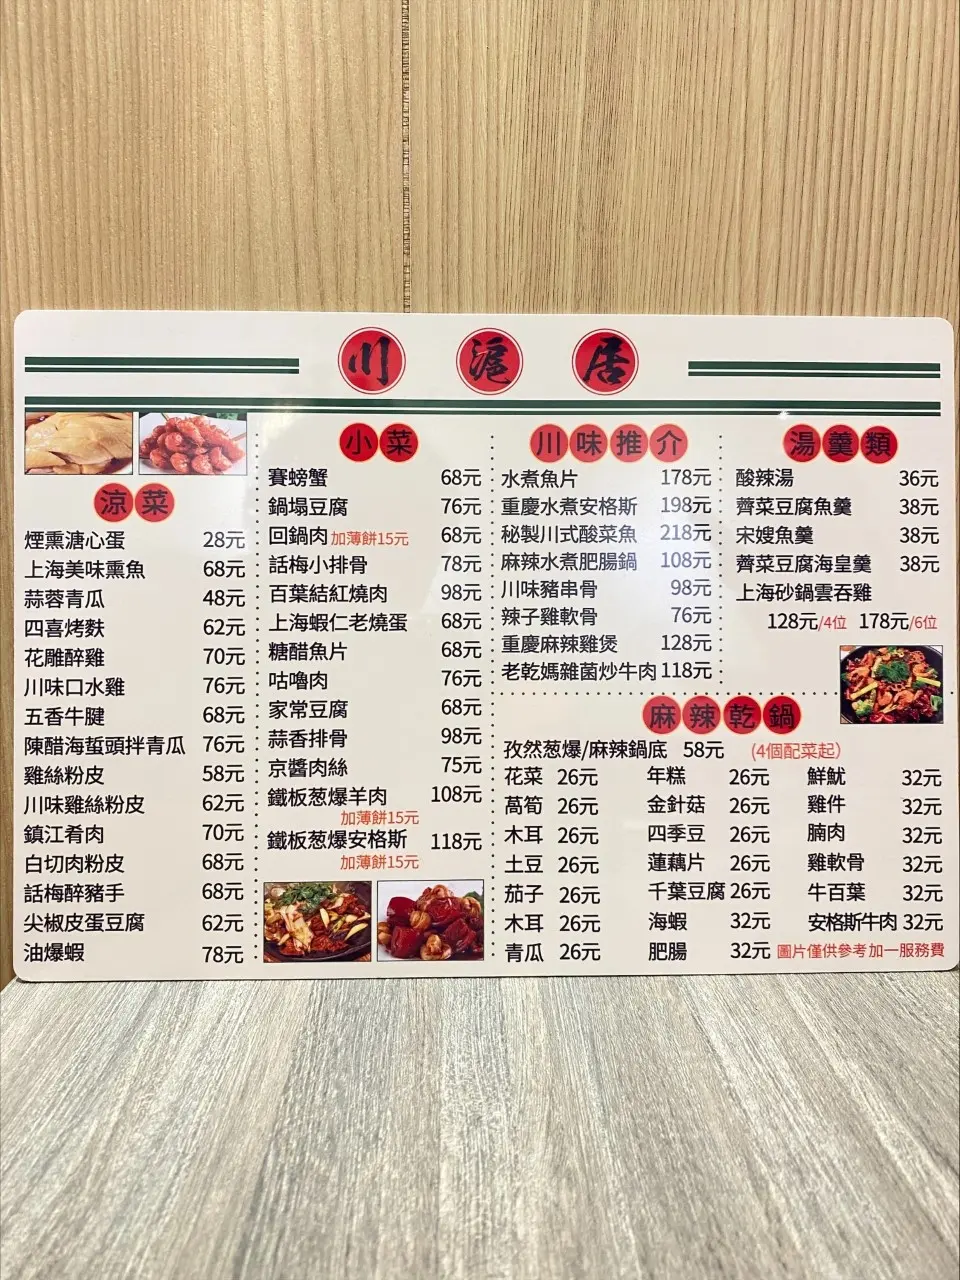 川滬居
涼菜
煙熏溏心蛋 28元
上海美味熏魚 68元
蒜蓉青瓜 48元
四喜烤麩 62元
花雕醉雞 70元
川味口水雞 76元
五香牛腱 68元
陳醋海蜇頭拌青瓜 76元
雞絲粉皮 58元
川味雞絲粉皮 62元
鎮江肴肉 70元
白切肉粉皮 68元
話梅醉豬手 68元
尖椒皮蛋豆腐 62元
油爆蝦 78元
小菜
賽螃蟹 68元
鍋塌豆腐 76元
回鍋肉 加薄餅15元 68元
話梅小排骨 78元
百葉結紅燒肉 98元
上海蝦仁老燒蛋 68元
糖醋魚片 68元
咕嚕肉 76元
家常豆腐 68元
蒜香排骨 98元
京醬肉絲 75元
鐵板葱爆羊肉 108元
加薄餅15元
鐵板葱爆安格斯 118元
加薄餅15元
川味推介
水煮魚片 178元
重慶水煮安格斯 198元
秘製川式酸菜魚 218元
麻辣水煮肥腸鍋 108元
川味豬串骨 98元
辣子雞軟骨 76元
重慶麻辣雞煲 128元
老乾媽雜菌炒牛肉 118元
湯羹類
酸辣湯 36元
薺菜豆腐魚羹 38元
宋嫂魚羹 38元
薺菜豆腐海皇羹 38元
上海砂鍋雲吞雞
128元/4位 178元/6位
麻辣乾鍋
孜然葱爆/麻辣鍋底 58元 (4個配菜起)
花菜 26元 年糕 26元 鮮魷 32元
萵筍 26元 金針菇 26元 雞件 32元
木耳 26元 四季豆 26元 腩肉 32元
土豆 26元 蓮藕片 26元 雞軟骨 32元
茄子 26元 千葉豆腐 26元 牛百葉 32元
木耳 26元 海蝦 32元 安格斯牛肉 32元
青瓜 26元 肥腸 32元 圖片僅供參考 加一服務費